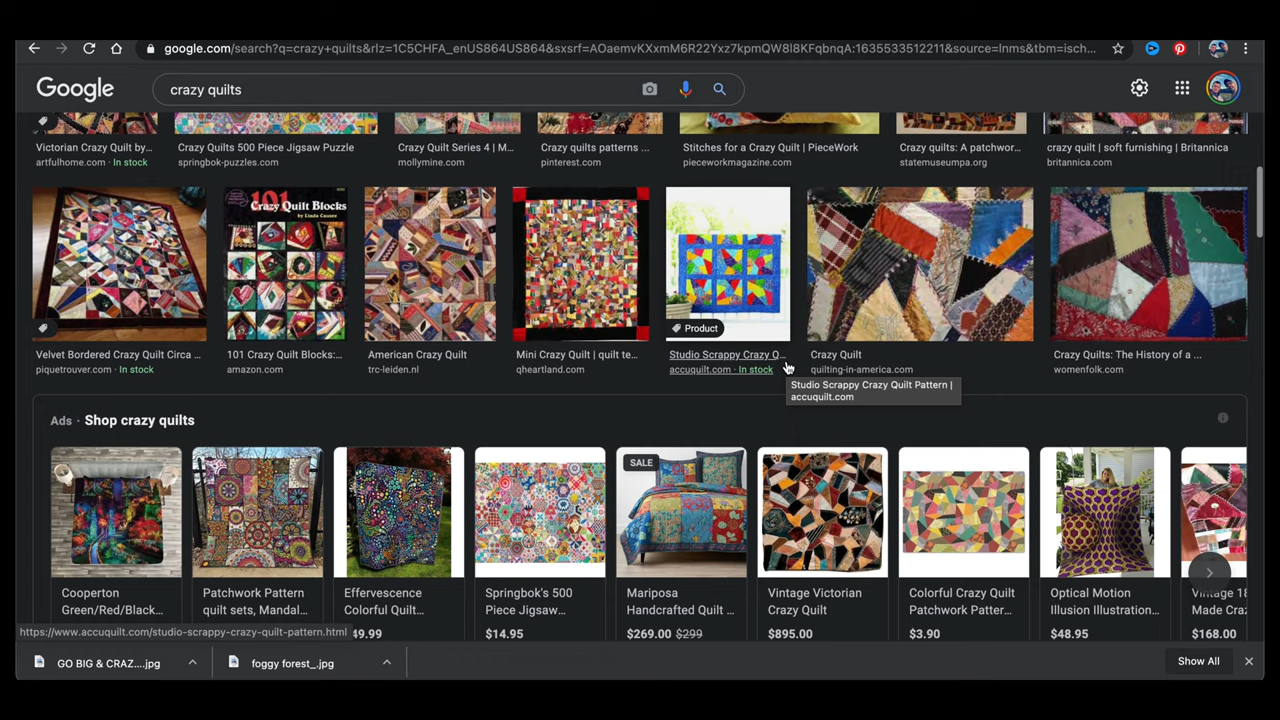 google.com/search?q=crazy+quilts&rlz=1C5CHFA_enUS864US864&sxsrf=AOaemvKXxmM6R22Yxz7kpmQW8l8KFqbnqA:1635533512211&source=lnms&tbm=isch...
Google
crazy quilts
Victorian Crazy Quilt by...
artfulhome.com · In stock
Crazy Quilts 500 Piece Jigsaw Puzzle
springbok-puzzles.com
Crazy Quilt Series 4 | M...
mollymine.com
Crazy quilts patterns ...
pinterest.com
Stitches for a Crazy Quilt | PieceWork
pieceworkmagazine.com
Crazy quilts: A patchwor...
statemuseumpa.org
crazy quilt | soft furnishing | Britannica
britannica.com
101
Crazy Quilt Blocks
by Linda Causee
Product
Velvet Bordered Crazy Quilt Circa ...
piquetrouver.com · In stock
101 Crazy Quilt Blocks:...
amazon.com
American Crazy Quilt
trc-leiden.nl
Mini Crazy Quilt | quilt te...
qheartland.com
Studio Scrappy Crazy Q...
accuquilt.com · In stock
Crazy Quilt
quilting-in-america.com
Crazy Quilts: The History of a ...
womenfolk.com
Studio Scrappy Crazy Quilt Pattern |
accuquilt.com
Ads · Shop crazy quilts
SALE
Cooperton
Green/Red/Black...
Patchwork Pattern
quilt sets, Mandal...
Effervescence
Colorful Quilt...
49.99
Springbok's 500
Piece Jigsaw...
$14.95
Mariposa
Handcrafted Quilt ...
$269.00 $299
Vintage Victorian
Crazy Quilt
$895.00
Colorful Crazy Quilt
Patchwork Patter...
$3.90
Optical Motion
Illusion Illustration...
$48.95
Vintage 18
Made Craz
$168.00
https://www.accuquilt.com/studio-scrappy-crazy-quilt-pattern.html
GO BIG & CRAZ....jpg
foggy forest_.jpg
Show All